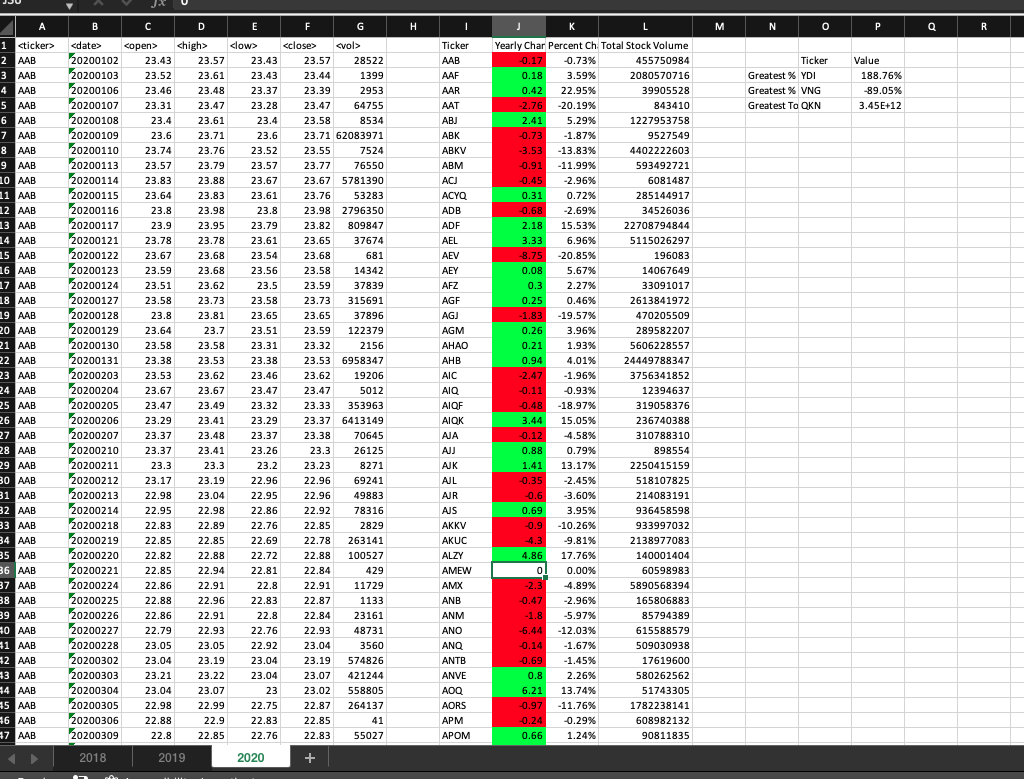 J36 fx 0
A B C D E F G H I J K L M N O P Q R
1 <ticker> <date> <open> <high> <low> <close> <vol> Ticker Yearly Char Percent Ch Total Stock Volume
2 AAB 20200102 23.43 23.57 23.43 23.57 28522 AAB -0.17 -0.73% 455750984 Ticker Value
3 AAB 20200103 23.52 23.61 23.43 23.44 1399 AAF 0.18 3.59% 2080570716 Greatest % YDI 188.76%
4 AAB 20200106 23.46 23.48 23.37 23.39 2953 AAR 0.42 22.95% 39905528 Greatest % VNG -89.05%
5 AAB 20200107 23.31 23.47 23.28 23.47 64755 AAT -2.76 -20.19% 843410 Greatest To QKN 3.45E+12
6 AAB 20200108 23.4 23.61 23.4 23.58 8534 ABJ 2.41 5.29% 1227953758
7 AAB 20200109 23.6 23.71 23.6 23.71 62083971 ABK -0.73 -1.87% 9527549
8 AAB 20200110 23.74 23.76 23.52 23.55 7524 ABKV -3.53 -13.83% 4402222603
9 AAB 20200113 23.57 23.79 23.57 23.77 76550 ABM -0.91 -11.99% 593492721
10 AAB 20200114 23.83 23.88 23.67 23.67 5781390 ACJ -0.45 -2.96% 6081487
11 AAB 20200115 23.64 23.83 23.61 23.76 53283 ACYQ 0.31 0.72% 285144917
12 AAB 20200116 23.8 23.98 23.8 23.98 2796350 ADB -0.68 -2.69% 34526036
13 AAB 20200117 23.9 23.95 23.79 23.82 809847 ADF 2.18 15.53% 22708794844
14 AAB 20200121 23.78 23.78 23.61 23.65 37674 AEL 3.33 6.96% 5115026297
15 AAB 20200122 23.67 23.68 23.54 23.68 681 AEV -8.75 -20.85% 196083
16 AAB 20200123 23.59 23.68 23.56 23.58 14342 AEY 0.08 5.67% 14067649
17 AAB 20200124 23.51 23.62 23.5 23.59 37839 AFZ 0.3 2.27% 33091017
18 AAB 20200127 23.58 23.73 23.58 23.73 315691 AGF 0.25 0.46% 2613841972
19 AAB 20200128 23.8 23.81 23.65 23.65 37896 AGJ -1.83 -19.57% 470205509
20 AAB 20200129 23.64 23.7 23.51 23.59 122379 AGM 0.26 3.96% 289582207
21 AAB 20200130 23.58 23.58 23.31 23.32 2156 AHAO 0.21 1.93% 5606228557
22 AAB 20200131 23.38 23.53 23.38 23.53 6958347 AHB 0.94 4.01% 24449788347
23 AAB 20200203 23.53 23.62 23.46 23.62 19206 AIC -2.47 -1.96% 3756341852
24 AAB 20200204 23.67 23.67 23.47 23.47 5012 AIQ -0.11 -0.93% 12394637
25 AAB 20200205 23.47 23.49 23.32 23.33 353963 AIQF -0.48 -18.97% 319058376
26 AAB 20200206 23.29 23.41 23.29 23.38 6413149 AIQK 3.44 15.05% 236740388
27 AAB 20200207 23.37 23.48 23.37 23.38 70645 AJA -0.12 -4.58% 310788310
28 AAB 20200210 23.37 23.41 23.26 23.3 26125 AJJ 0.88 0.79% 898554
29 AAB 20200211 23.3 23.3 23.2 23.23 8271 AJK 1.41 13.17% 2250415159
30 AAB 20200212 23.17 23.19 22.96 22.96 69241 AJL -0.35 -2.45% 518107825
31 AAB 20200213 22.98 23.04 22.95 22.96 49883 AJR -0.6 -3.60% 214083191
32 AAB 20200214 22.95 22.98 22.86 22.92 78316 AJS 0.69 3.95% 936458598
33 AAB 20200218 22.83 22.89 22.76 22.85 2829 AKKV -0.9 -10.26% 933997032
34 AAB 20200219 22.85 22.85 22.69 22.78 263141 AKUC -4.3 -9.81% 2138977083
35 AAB 20200220 22.82 22.88 22.72 22.88 100527 ALZY 4.86 17.76% 140001404
36 AAB 20200221 22.85 22.94 22.81 22.84 429 AMEW 0 0.00% 60598983
37 AAB 20200224 22.86 22.91 22.8 22.91 11729 AMX -2.3 -4.89% 5890568394
38 AAB 20200225 22.88 22.96 22.83 22.87 1133 ANB -0.47 -2.96% 165806883
39 AAB 20200226 22.86 22.91 22.8 22.84 23161 ANM -1.8 -5.97% 85794389
40 AAB 20200227 22.79 22.93 22.76 22.93 48731 ANO -6.44 -12.03% 615588579
41 AAB 20200228 23.05 23.05 22.92 23.04 3560 ANQ -0.14 -1.67% 509030938
42 AAB 20200302 23.04 23.19 23.04 23.19 574826 ANTB -0.69 -1.45% 17619600
43 AAB 20200303 23.21 23.22 23.04 23.07 421244 ANVE 0.8 2.26% 580262562
44 AAB 20200304 23.04 23.07 23 23.02 558805 AOQ 6.21 13.74% 51743305
45 AAB 20200305 22.98 22.99 22.75 22.87 264137 AORS -0.97 -11.76% 1782238141
46 AAB 20200306 22.88 22.9 22.83 22.85 41 APM -0.24 -0.29% 608982132
47 AAB 20200309 22.8 22.85 22.76 22.83 55027 APOM 0.66 1.24% 90811835
2018 2019 2020 +